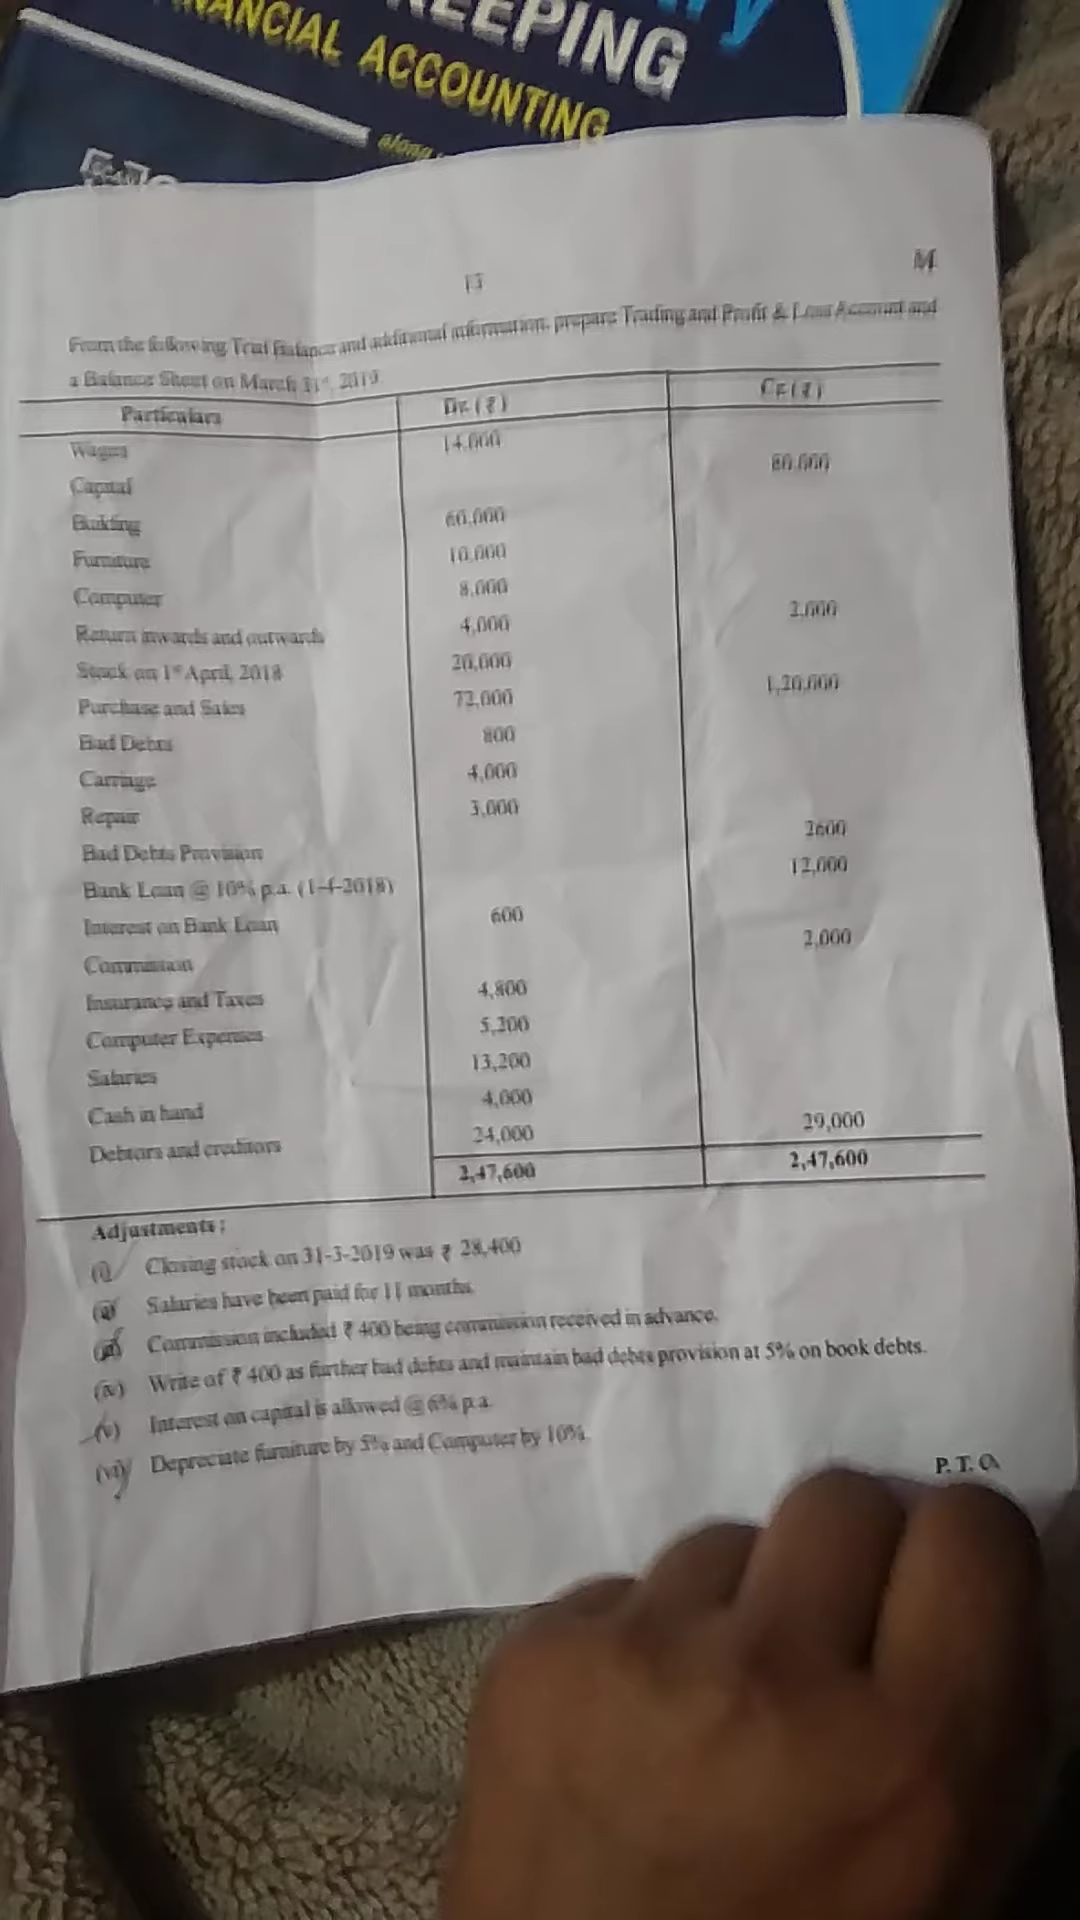 KEEPING
FINANCIAL ACCOUNTING
along
13
M
From the following Trial Balance and additional information, prepare Trading and Profit & Loss Account and
a Balance Sheet on March 31st, 2019
Particulars Dr. (₹) Cr. (₹)
Wages 14,000
Capital 80,000
Building 60,000
Furniture 10,000
Computer 8,000
Return inwards and outwards 4,000 2,000
Stock on 1st April, 2018 20,000
Purchase and Sales 72,000 1,20,000
Bad Debts 800
Carriage 4,000
Repair 3,000
Bad Debts Provision 2600
Bank Loan @ 10% p.a. (1-4-2018) 12,000
Interest on Bank Loan 600
Commission 2,000
Insurance and Taxes 4,800
Computer Expenses 5,200
Salaries 13,200
Cash in hand 4,000
Debtors and creditors 24,000 29,000
2,47,600 2,47,600
Adjustments :
(i) Closing stock on 31-3-2019 was ₹ 28,400
(ii) Salaries have been paid for 11 months.
(iii) Commission included ₹ 400 being commission received in advance.
(iv) Write of ₹ 400 as further bad debts and maintain bad debts provision at 5% on book debts.
(v) Interest on capital is allowed @ 6% p.a.
(vi) Depreciate furniture by 5% and Computer by 10%.
P. T. O